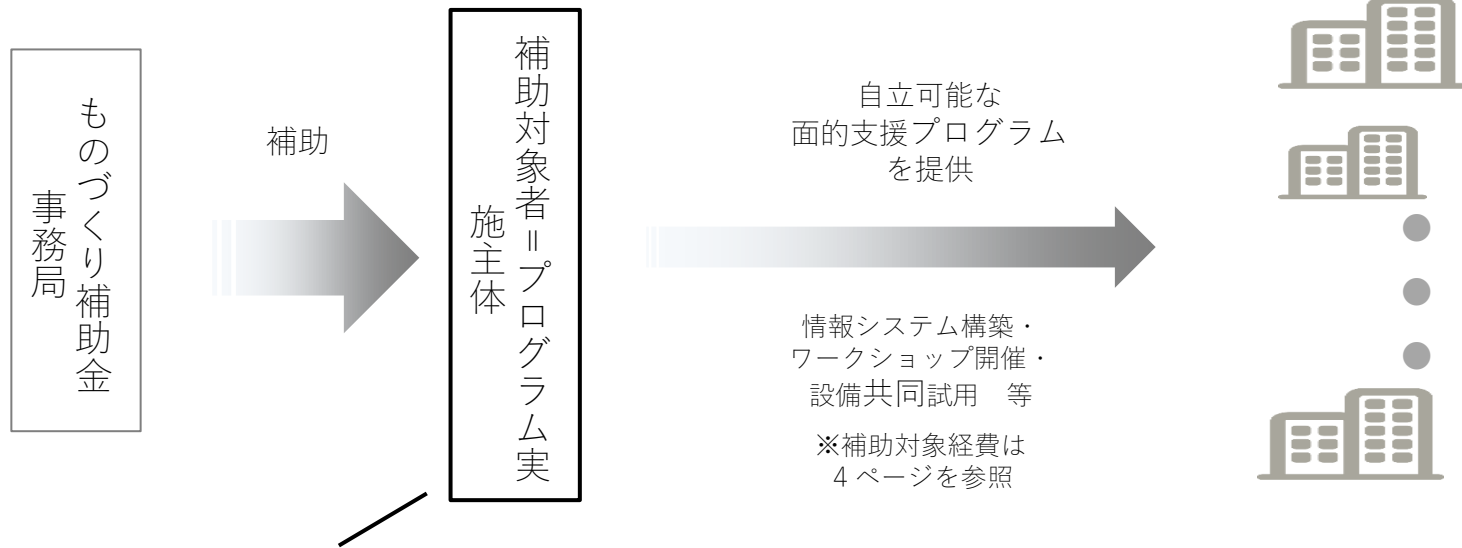 ものづくり補助金
事務局
補助
補助対象者＝プログラム実
施主体
自立可能な
面的支援プログラム
を提供
情報システム構築・
ワークショップ開催・
設備共同試用　等
※補助対象経費は
4ページを参照